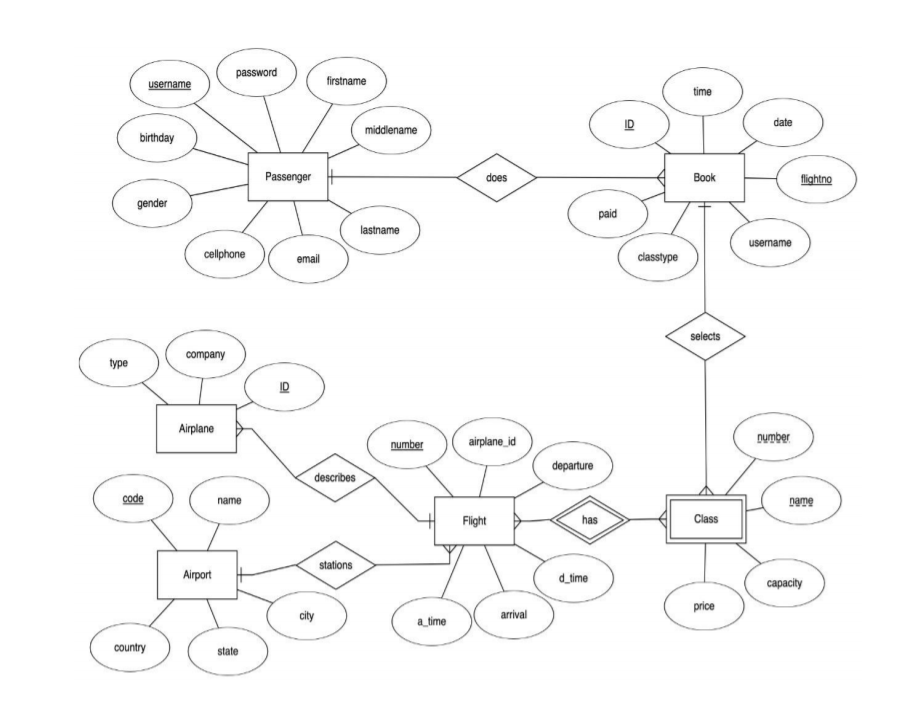 username
password
firstname
middlename
birthday
Passenger
gender
lastname
cellphone
email
does
time
ID
date
Book
flightno
paid
username
classtype
selects
type
company
ID
Airplane
describes
number
airplane_id
departure
number
name
Flight
has
Class
code
name
Airport
stations
d_time
capacity
city
a_time
arrival
price
country
state